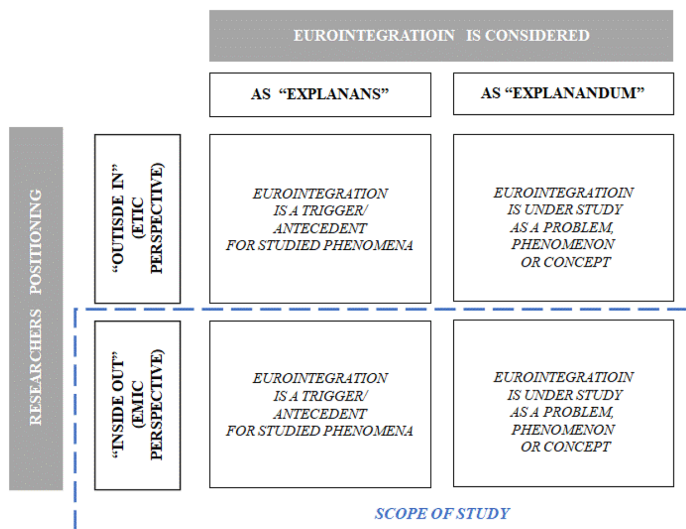 EUROINTEGRATIOIN IS CONSIDERED
AS “EXPLANANS”
AS “EXPLANANDUM”
RESEARCHERS POSITIONING
“OUTISDE IN”
(ETIC
PERSPECTIVE)
EUROINTEGRATION
IS A TRIGGER/
ANTECEDENT
FOR STUDIED PHENOMENA
EUROINTEGRATIOIN
IS UNDER STUDY
AS A PROBLEM,
PHENOMENON
OR CONCEPT
“INSIDE OUT”
(EMIC
PERSPECTIVE)
EUROINTEGRATION
IS A TRIGGER/
ANTECEDENT
FOR STUDIED PHENOMENA
EUROINTEGRATIOIN
IS UNDER STUDY
AS A PROBLEM,
PHENOMENON
OR CONCEPT
SCOPE OF STUDY